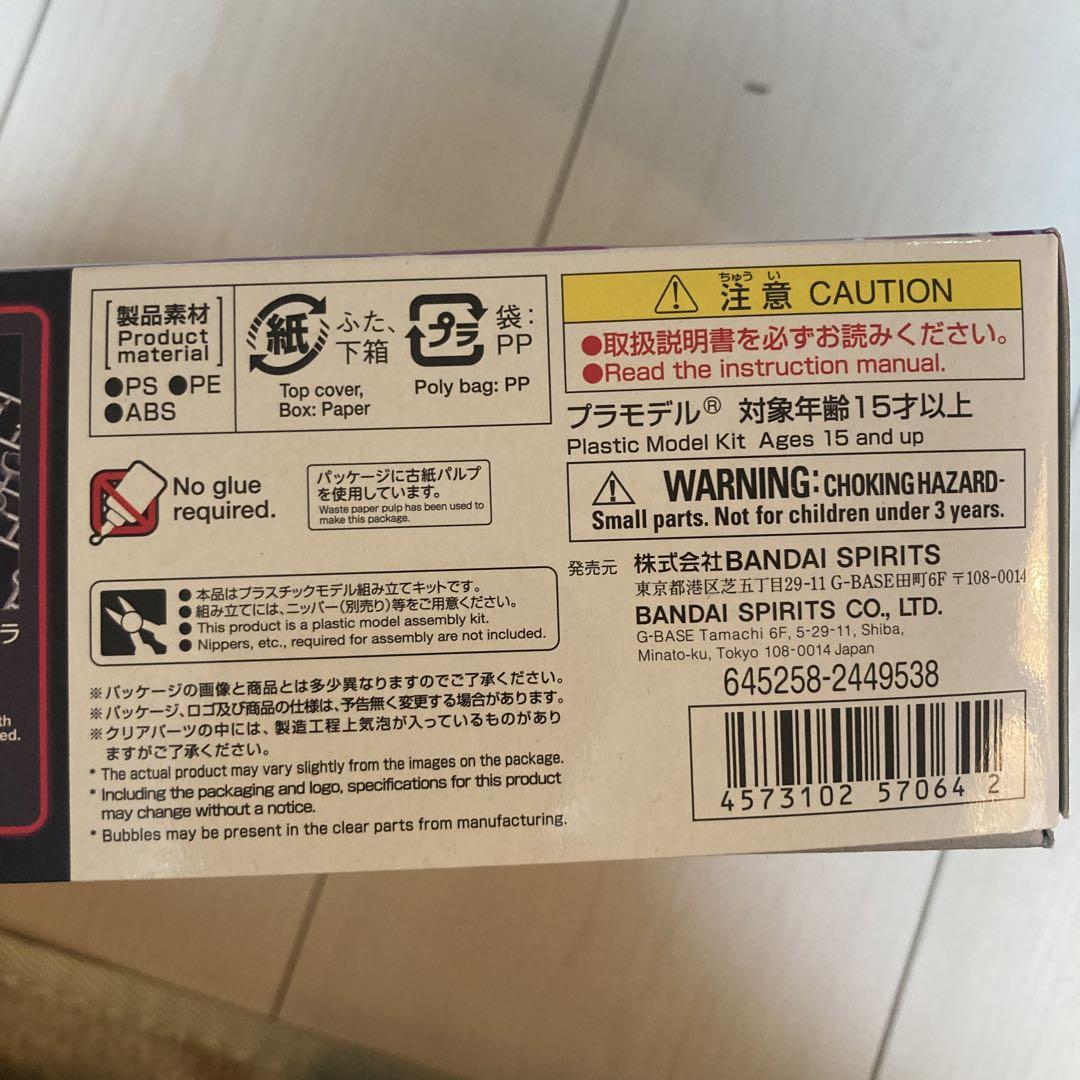 [製品素材
Product
material]
●PS ●PE
●ABS
紙
ふた、
下箱
Top cover,
Box: Paper
プラ
袋:
PP
Poly bag: PP
ちゅう い
注意 CAUTION
●取扱説明書を必ずお読みください。
●Read the instruction manual.
プラモデル® 対象年齢15才以上
Plastic Model Kit Ages 15 and up
No glue
required.
パッケージに古紙パルプ
を使用しています。
Waste paper pulp has been used to
make this package.
WARNING: CHOKING HAZARD-
Small parts. Not for children under 3 years.
● 本品はプラスチックモデル組み立てキットです。
● 組み立てには、ニッパー(別売り)等をご用意ください。
● This product is a plastic model assembly kit.
● Nippers, etc., required for assembly are not included.
発売元 株式会社BANDAI SPIRITS
東京都港区芝五丁目29-11 G-BASE田町6F 〒108-0014
BANDAI SPIRITS CO., LTD.
G-BASE Tamachi 6F, 5-29-11, Shiba,
Minato-ku, Tokyo 108-0014 Japan
645258-2449538
4573102 57064 2
※パッケージの画像と商品とは多少異なりますのでご了承ください。
※パッケージ、ロゴ及び商品の仕様は、予告無く変更する場合があります。
※クリアパーツの中には、製造工程上気泡が入っているものがあり
ますがご了承ください。
* The actual product may vary slightly from the images on the package.
* Including the packaging and logo, specifications for this product
may change without a notice.
* Bubbles may be present in the clear parts from manufacturing.
ラ
th
ed.